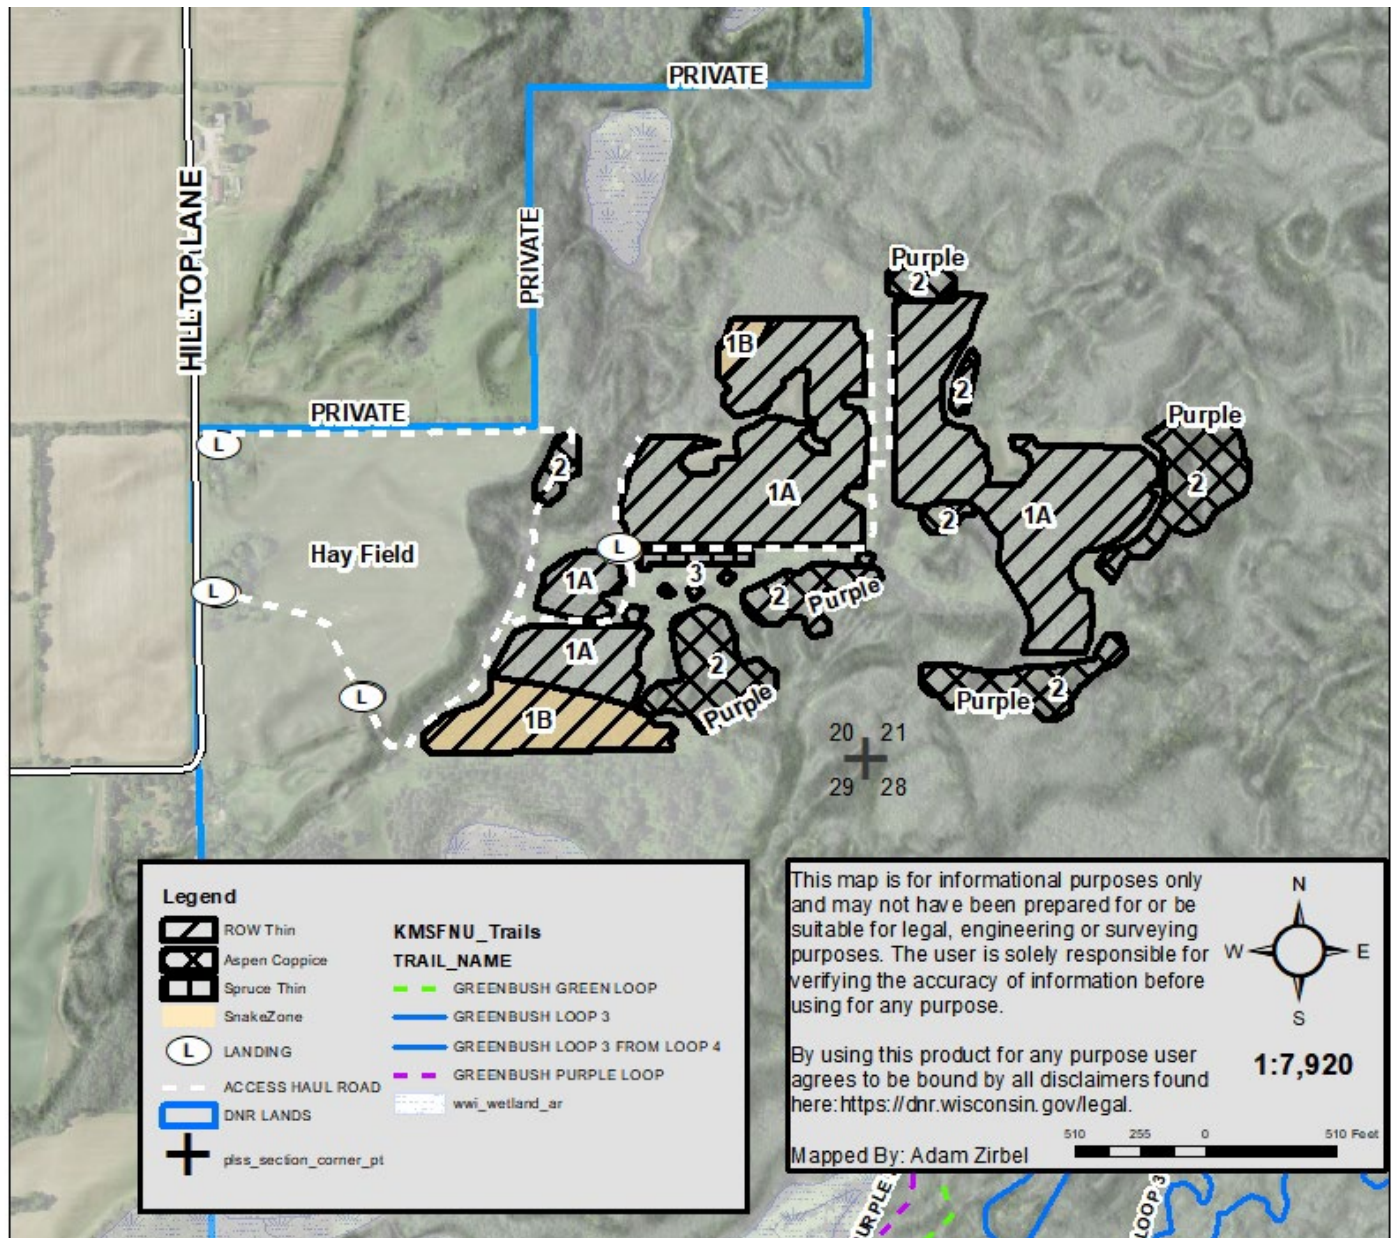 PRIVATE
PRIVATE
HILLTOP LANE
Purple
2
1B
2
PRIVATE
Purple
L
2
2
1A
1A
2
Hay Field
L
1A
3
2
Purple
L
1A
2
2
Purple
Purple
L
1B
20 21
29 28
Legend
ROW Thin
Aspen Coppice
Spruce Thin
SnakeZone
L LANDING
ACCESS HAUL ROAD
DNR LANDS
plss_section_corner_pt
KMSFNU_Trails
TRAIL_NAME
GREENBUSH GREEN LOOP
GREENBUSH LOOP 3
GREENBUSH LOOP 3 FROM LOOP 4
GREENBUSH PURPLE LOOP
wwi_wetland_ar
This map is for informational purposes only
and may not have been prepared for or be
suitable for legal, engineering or surveying
purposes. The user is solely responsible for
verifying the accuracy of information before
using for any purpose.
By using this product for any purpose user
agrees to be bound by all disclaimers found
here:https://dnr.wisconsin.gov/legal.
Mapped By: Adam Zirbel
N
W E
S
1:7,920
510 255 0 510 Feet
LOOP 3